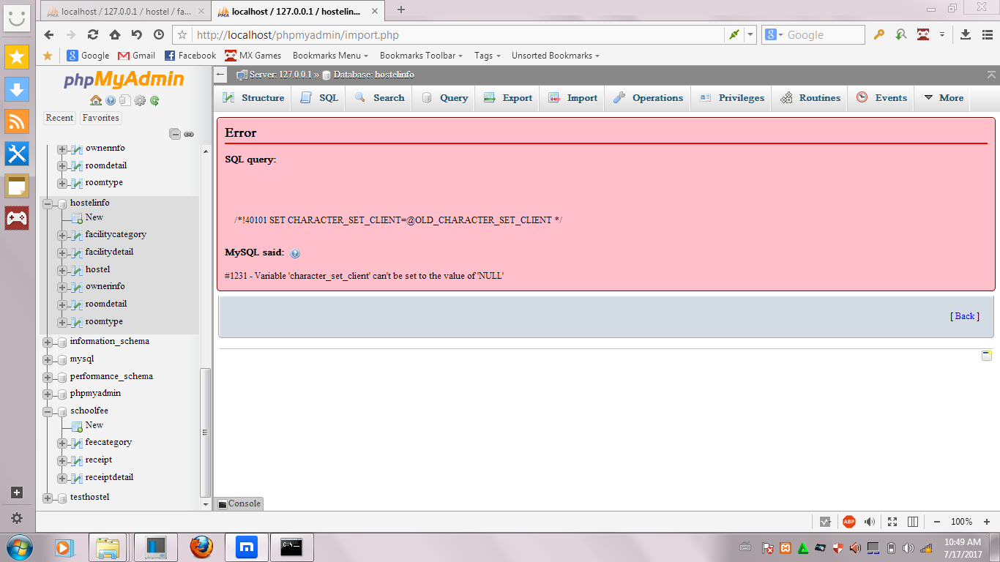 localhost / 127.0.0.1 / hostel / fa...
localhost / 127.0.0.1 / hostelin...
http://localhost/phpmyadmin/import.php
Google
Google
Gmail
Facebook
MX Games
Bookmarks Menu
Bookmarks Toolbar
Tags
Unsorted Bookmarks
phpMyAdmin
Recent
Favorites
ownerinfo
roomdetail
roomtype
hostelinfo
New
facilitycategory
facilitydetail
hostel
ownerinfo
roomdetail
roomtype
information_schema
mysql
performance_schema
phpmyadmin
schoolfee
New
feecategory
receipt
receiptdetail
testhostel
Server: 127.0.0.1 » Database: hostelinfo
Structure
SQL
Search
Query
Export
Import
Operations
Privileges
Routines
Events
More
Error
SQL query:
/*!40101 SET CHARACTER_SET_CLIENT=@OLD_CHARACTER_SET_CLIENT */
MySQL said:
#1231 - Variable 'character_set_client' can't be set to the value of 'NULL'
[ Back ]
Console
ABP
100%
10:49 AM
7/17/2017